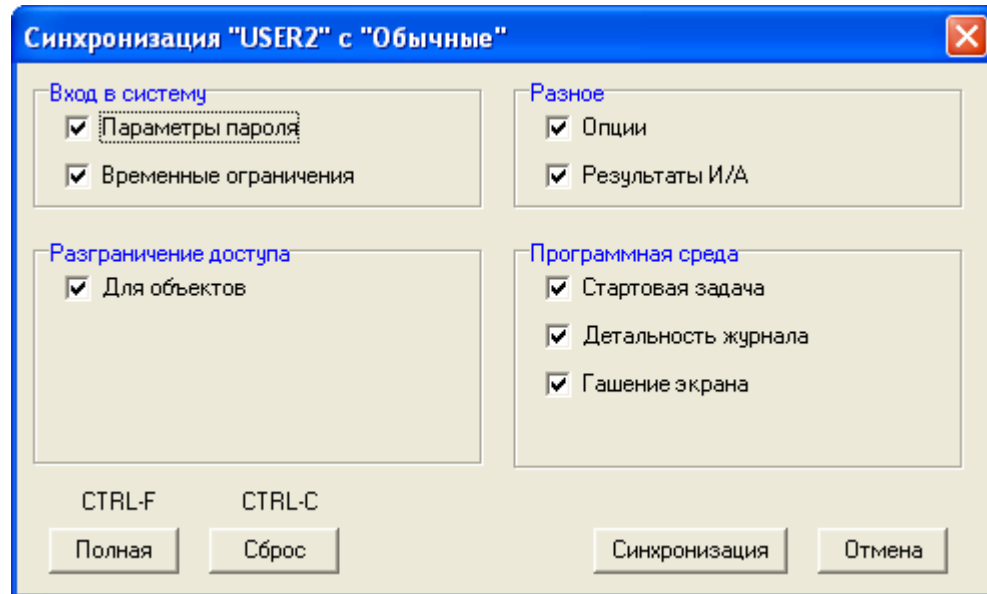 Синхронизация "USER2" с "Обычные"
Вход в систему
Параметры пароля
Временные ограничения
Разное
Опции
Результаты И/А
Разграничение доступа
Для объектов
Программная среда
Стартовая задача
Детальность журнала
Гашение экрана
CTRL-F CTRL-C
Полная Сброс Синхронизация Отмена